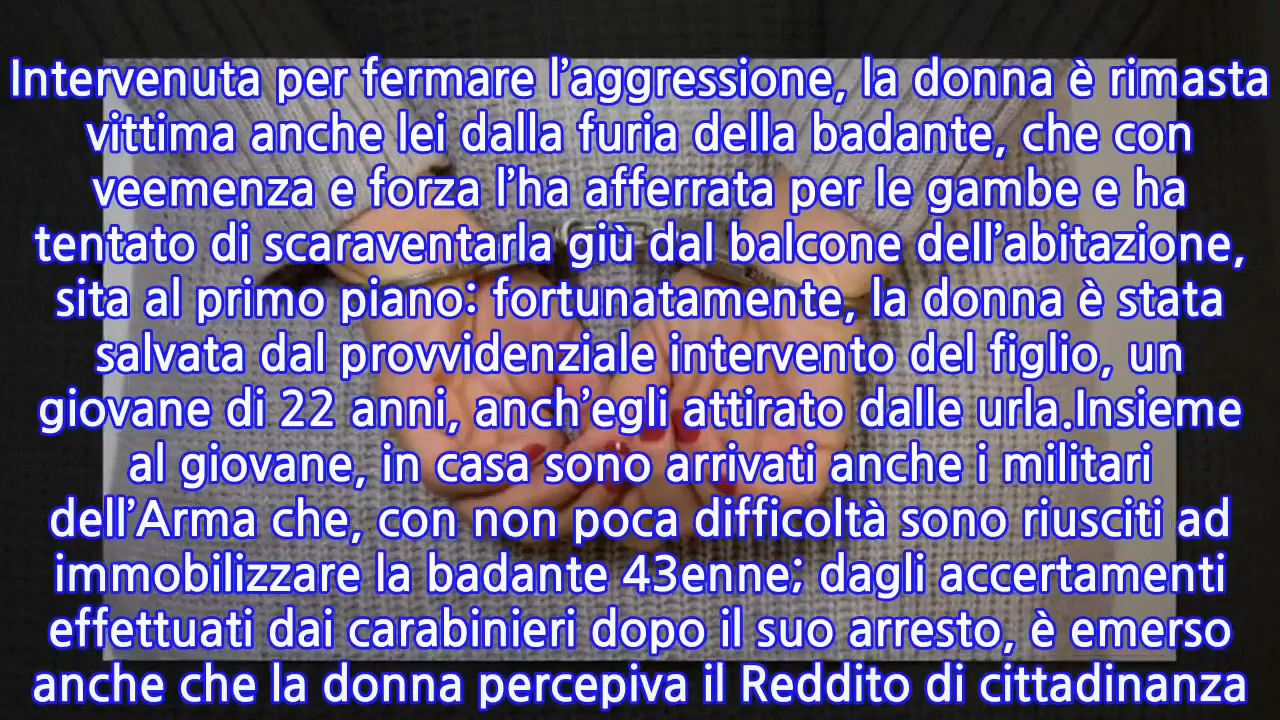 Intervenuta per fermare l’aggressione, la donna è rimasta
vittima anche lei dalla furia della badante, che con
veemenza e forza l’ha afferrata per le gambe e ha
tentato di scaraventarla giù dal balcone dell’abitazione,
sita al primo piano: fortunatamente, la donna è stata
salvata dal provvidenziale intervento del figlio, un
giovane di 22 anni, anch’egli attirato dalle urla.Insieme
al giovane, in casa sono arrivati anche i militari
dell’Arma che, con non poca difficoltà sono riusciti ad
immobilizzare la badante 43enne; dagli accertamenti
effettuati dai carabinieri dopo il suo arresto, è emerso
anche che la donna percepiva il Reddito di cittadinanza